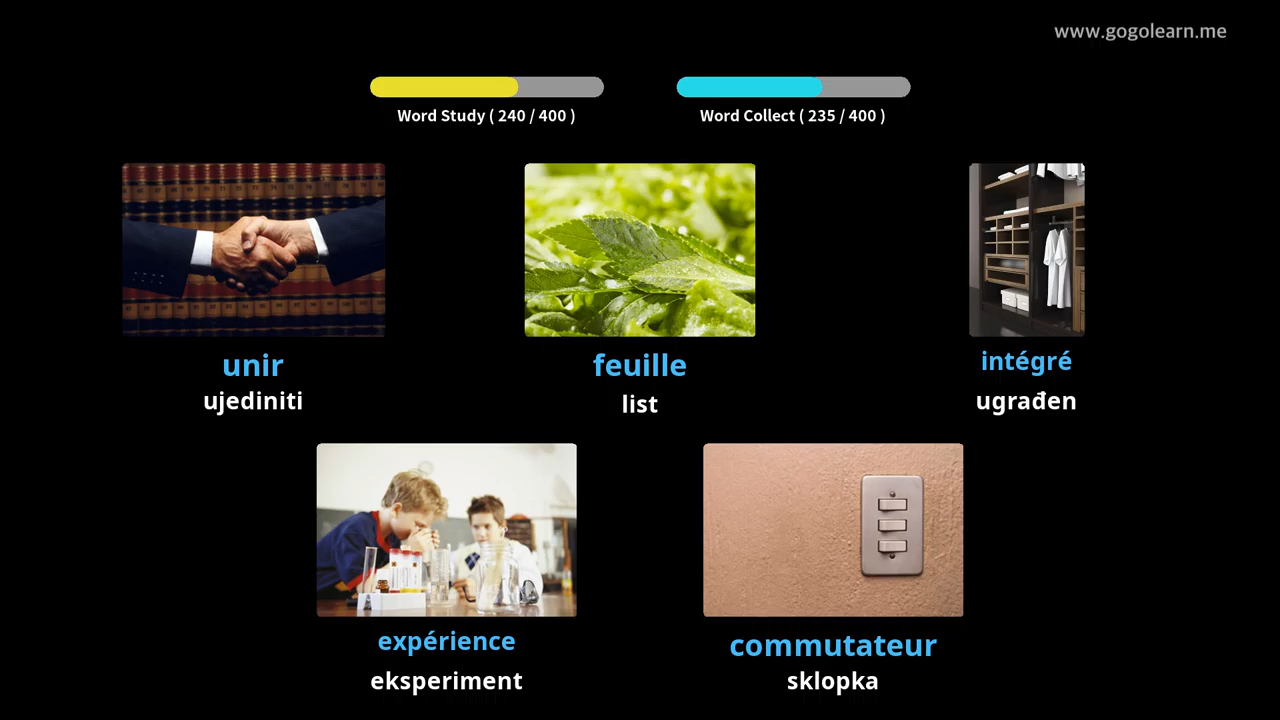 www.gogolearn.me
Word Study ( 240 / 400 )
Word Collect ( 235 / 400 )
unir
ujediniti
feuille
list
intégré
ugrađen
expérience
eksperiment
commutateur
sklopka